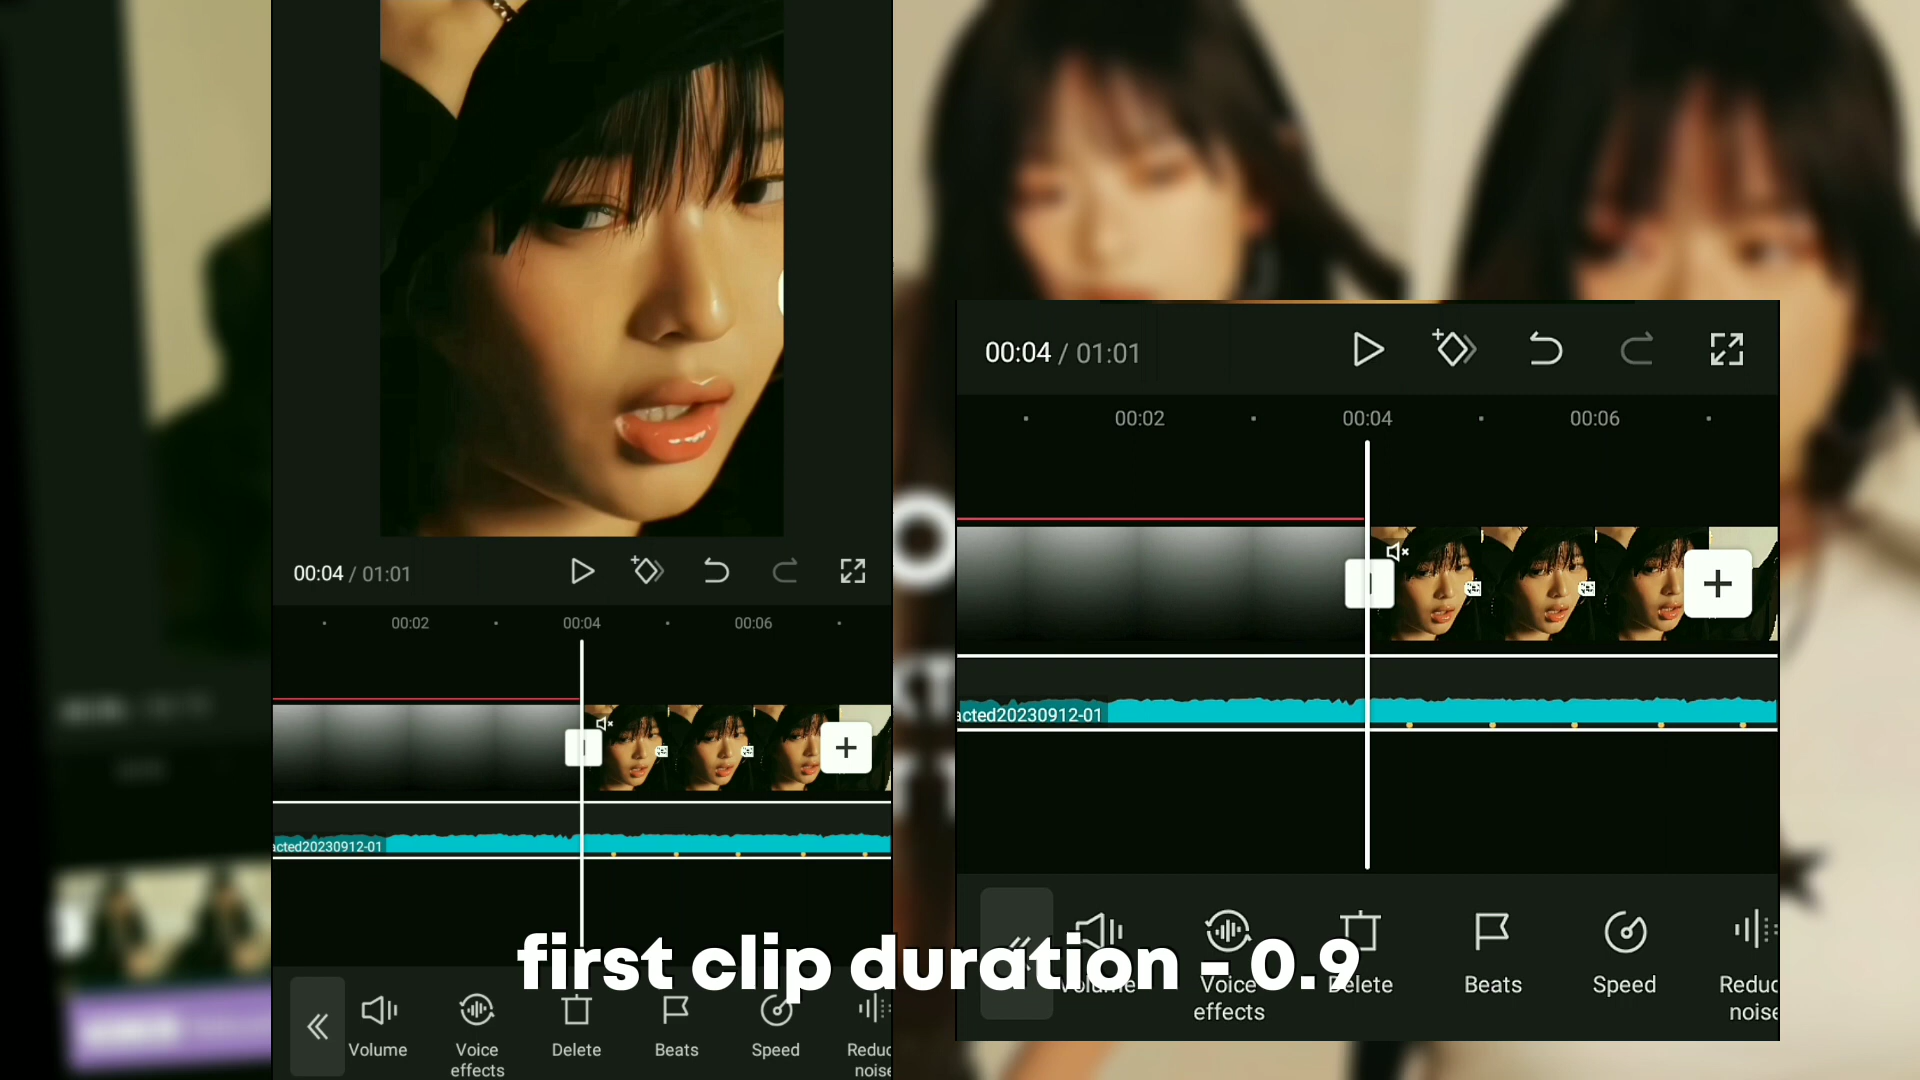 00:04 / 01:01
00:02
00:04
00:06
acted20230912-01
Volume
Voice
effects
Delete
Beats
Speed
Reduc
noise
00:04 / 01:01
00:02
00:04
00:06
acted20230912-01
Volume
Voice
effects
Delete
Beats
Speed
Reduc
noise
first clip duration - 0.9